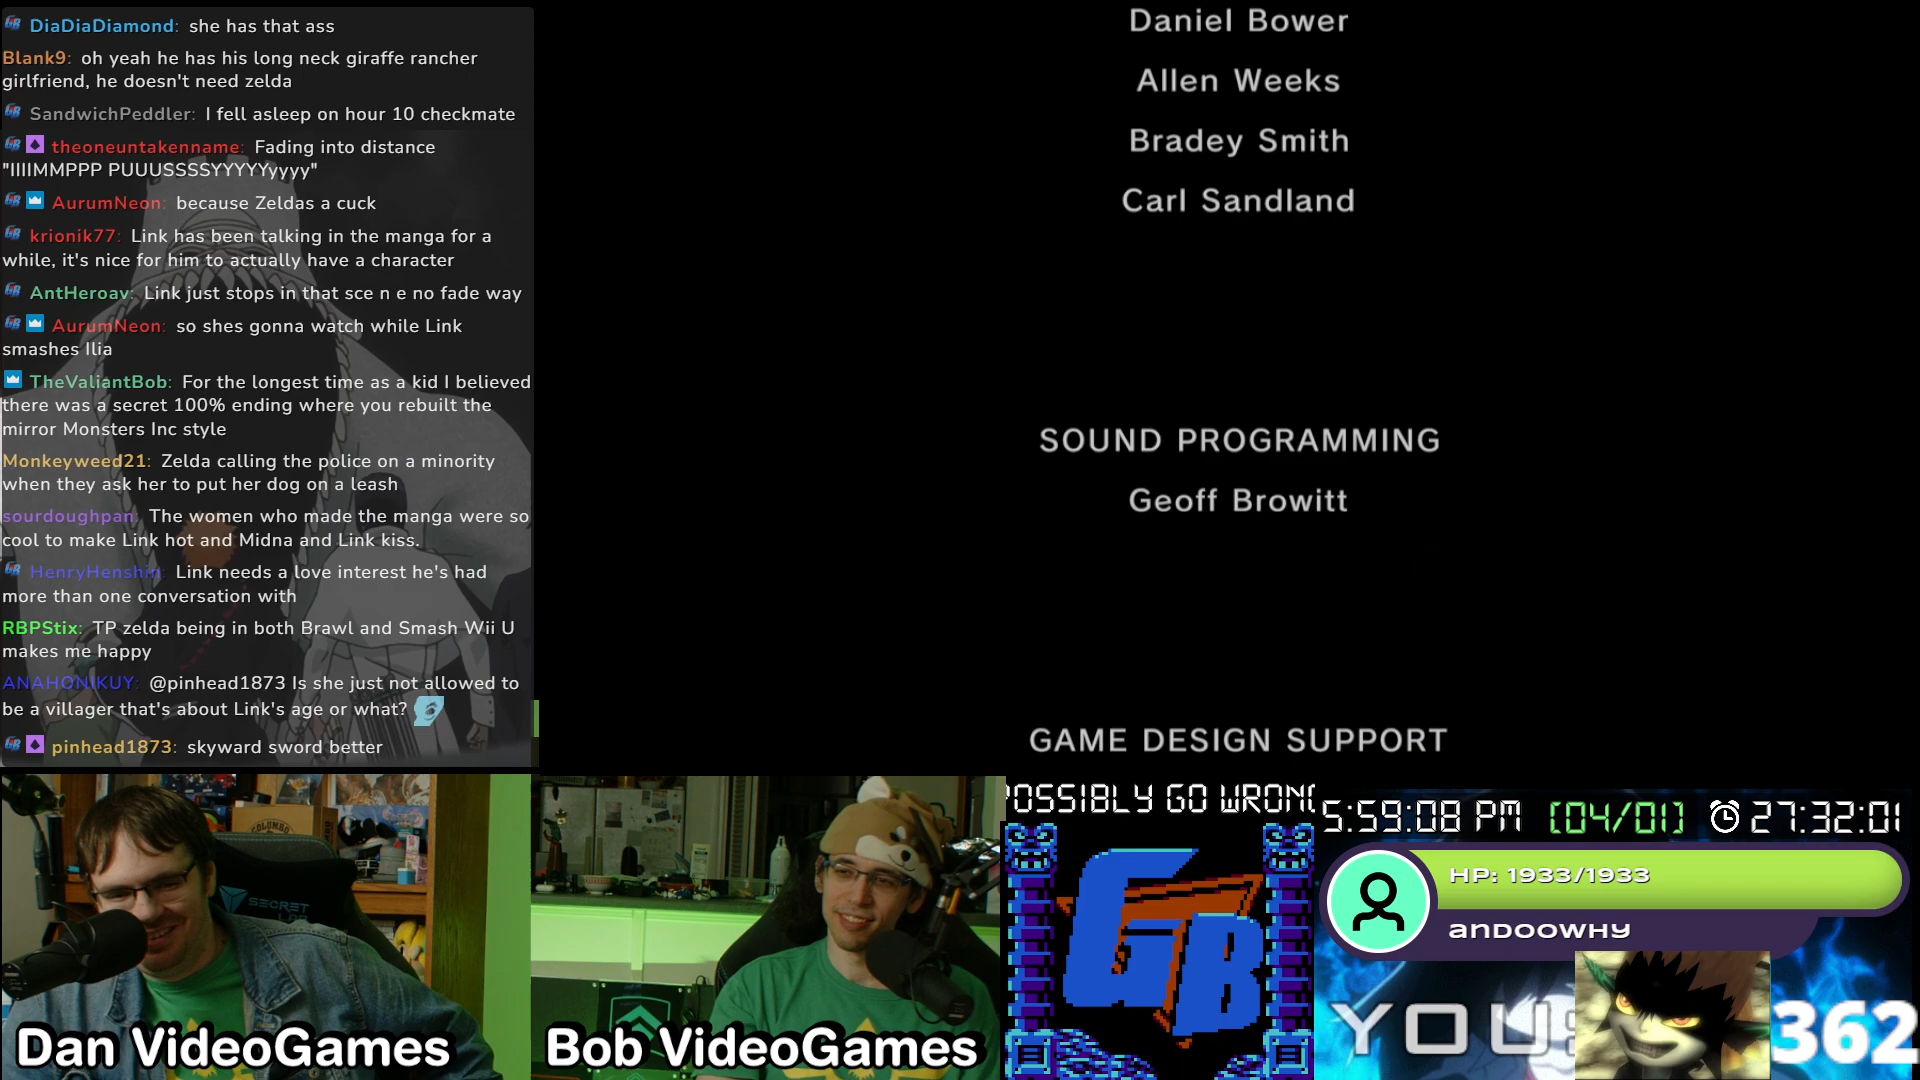 DiaDiaDiamond: she has that ass
Blank9: oh yeah he has his long neck giraffe rancher
girlfriend, he doesn't need zelda
SandwichPeddler: I fell asleep on hour 10 checkmate
theoneuntakenname: Fading into distance
"IIIIMMPPP PUUUSSSSYYYYYyyyy"
AurumNeon: because Zeldas a cuck
krionik77: Link has been talking in the manga for a
while, it's nice for him to actually have a character
AntHeroav: Link just stops in that sce n e no fade way
AurumNeon: so shes gonna watch while Link
smashes Ilia
TheValiantBob: For the longest time as a kid I believed
there was a secret 100% ending where you rebuilt the
mirror Monsters Inc style
Monkeyweed21: Zelda calling the police on a minority
when they ask her to put her dog on a leash
sourdoughpan: The women who made the manga were so
cool to make Link hot and Midna and Link kiss.
HenryHenshin: Link needs a love interest he's had
more than one conversation with
RBPStix: TP zelda being in both Brawl and Smash Wii U
makes me happy
ANAHONIKUY: @pinhead1873 Is she just not allowed to
be a villager that's about Link's age or what?
pinhead1873: skyward sword better
Daniel Bower
Allen Weeks
Bradey Smith
Carl Sandland
SOUND PROGRAMMING
Geoff Browitt
GAME DESIGN SUPPORT
POSSIBLY GO WRONG
5:59:08 PM [04/01] 27:32:01
HP: 1933/1933
andoowhy
SECRET
LAB
COLUMBO
Dan VideoGames
Bob VideoGames
GB
YOU
362